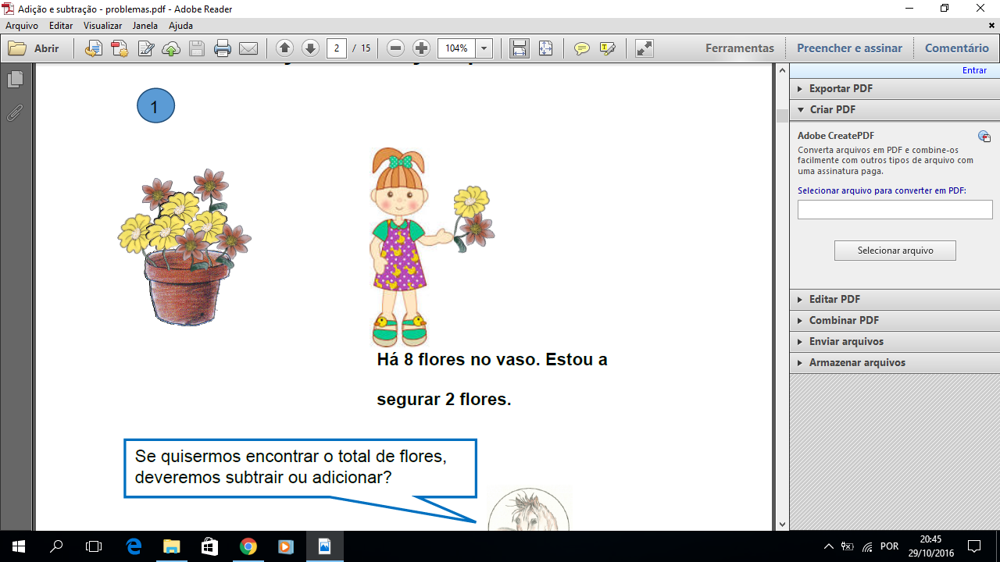 Adição e subtração - problemas.pdf - Adobe Reader
Arquivo Editar Visualizar Janela Ajuda
Abrir 2 / 15 104% Ferramentas Preencher e assinar Comentário
Entrar
Exportar PDF
Criar PDF
Adobe CreatePDF
Converta arquivos em PDF e combine-os
facilmente com outros tipos de arquivo com
uma assinatura paga.
Selecionar arquivo para converter em PDF:
Selecionar arquivo
Editar PDF
Combinar PDF
Enviar arquivos
Armazenar arquivos
1
Há 8 flores no vaso. Estou a
segurar 2 flores.
Se quisermos encontrar o total de flores,
deveremos subtrair ou adicionar?
POR
20:45
29/10/2016